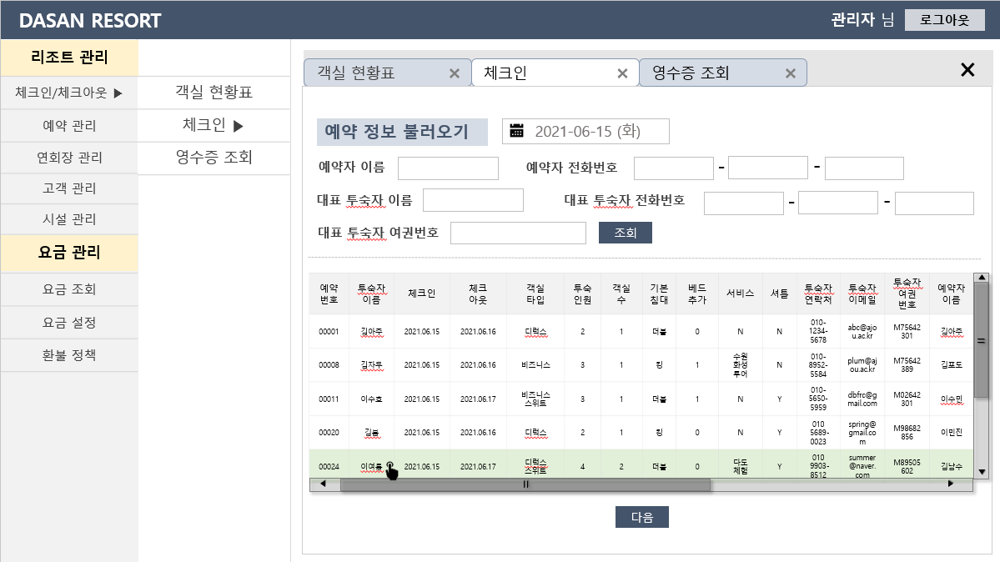 DASAN RESORT
관리자 님
로그아웃
리조트 관리
체크인/체크아웃 ▶
예약 관리
연회장 관리
고객 관리
시설 관리
요금 관리
요금 조회
요금 설정
환불 정책
객실 현황표
체크인 ▶
영수증 조회
객실 현황표 ×
체크인 ×
영수증 조회 ×
×
예약 정보 불러오기
2021-06-15 (화)
예약자 이름
예약자 전화번호 - -
대표 투숙자 이름
대표 투숙자 전화번호 - -
대표 투숙자 여권번호
조회
예약
번호
투숙자
이름
체크인
체크
아웃
객실
타입
투숙
인원
객실
수
기본
침대
베드
추가
서비스
셔틀
투숙자
연락처
투숙자
이메일
투숙자
여권
번호
예약자
이름
00001
김아주
2021.06.15
2021.06.16
디럭스
2
1
더블
0
N
N
010-
1234-
5678
abc@ajo
u.ac.kr
M75642
301
김아주
00008
김자두
2021.06.15
2021.06.16
비즈니스
3
1
킹
1
수원
화성
투어
N
010-
8952-
5584
plum@aj
ou.ac.kr
M75642
389
김포도
00011
이수호
2021.06.15
2021.06.17
비즈니스
스위트
3
1
더블
1
N
Y
010-
5650-
5959
dbfrc@g
mail.com
M02642
301
이수민
00020
김봄
2021.06.15
2021.06.16
디럭스
2
1
킹
0
N
Y
010
5689-
0023
spring@
gmail.co
m
M98682
856
이민진
00024
이여름
2021.06.15
2021.06.17
디럭스
스위트
4
2
더블
0
다도
체험
Y
010
9903-
8512
summer
@naver.
com
M89505
602
김남수
다음